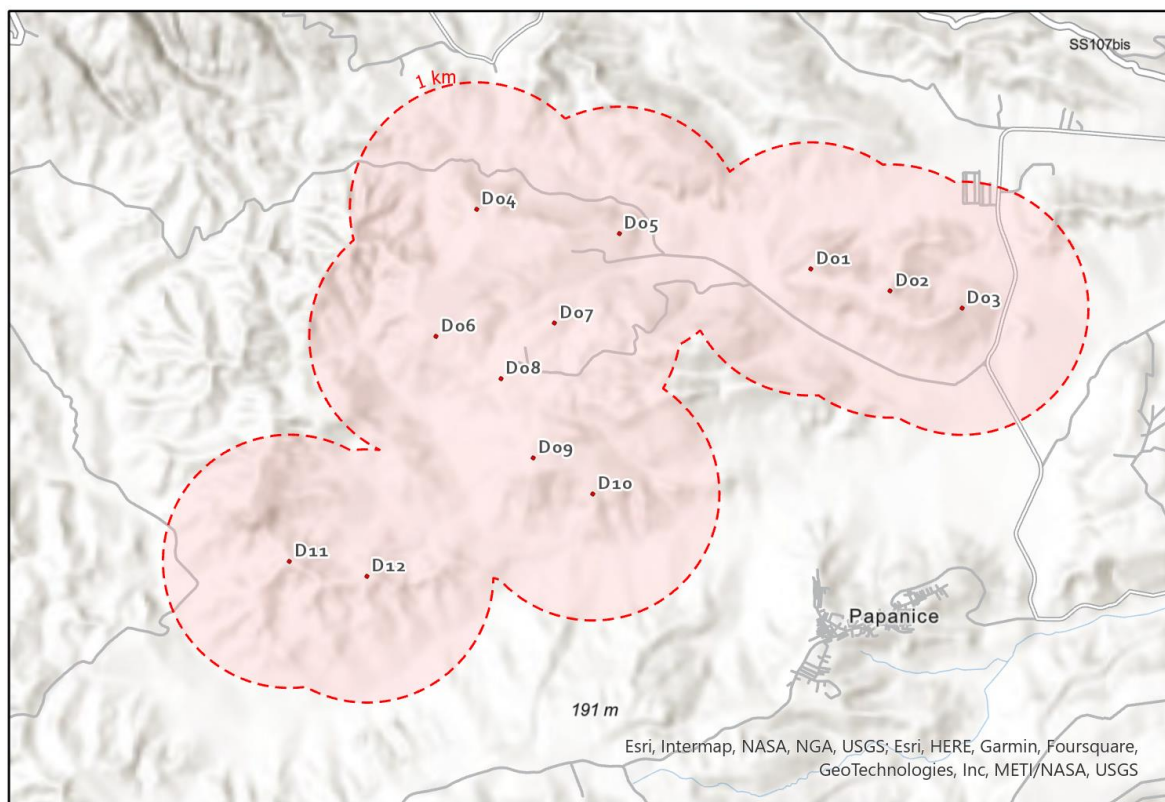 SS107bis
1 km
D04
D05
D01
D02
D03
D07
D06
D08
D09
D10
D11
D12
Papanice
191 m
Esri, Intermap, NASA, NGA, USGS; Esri, HERE, Garmin, Foursquare,
GeoTechnologies, Inc, METI/NASA, USGS